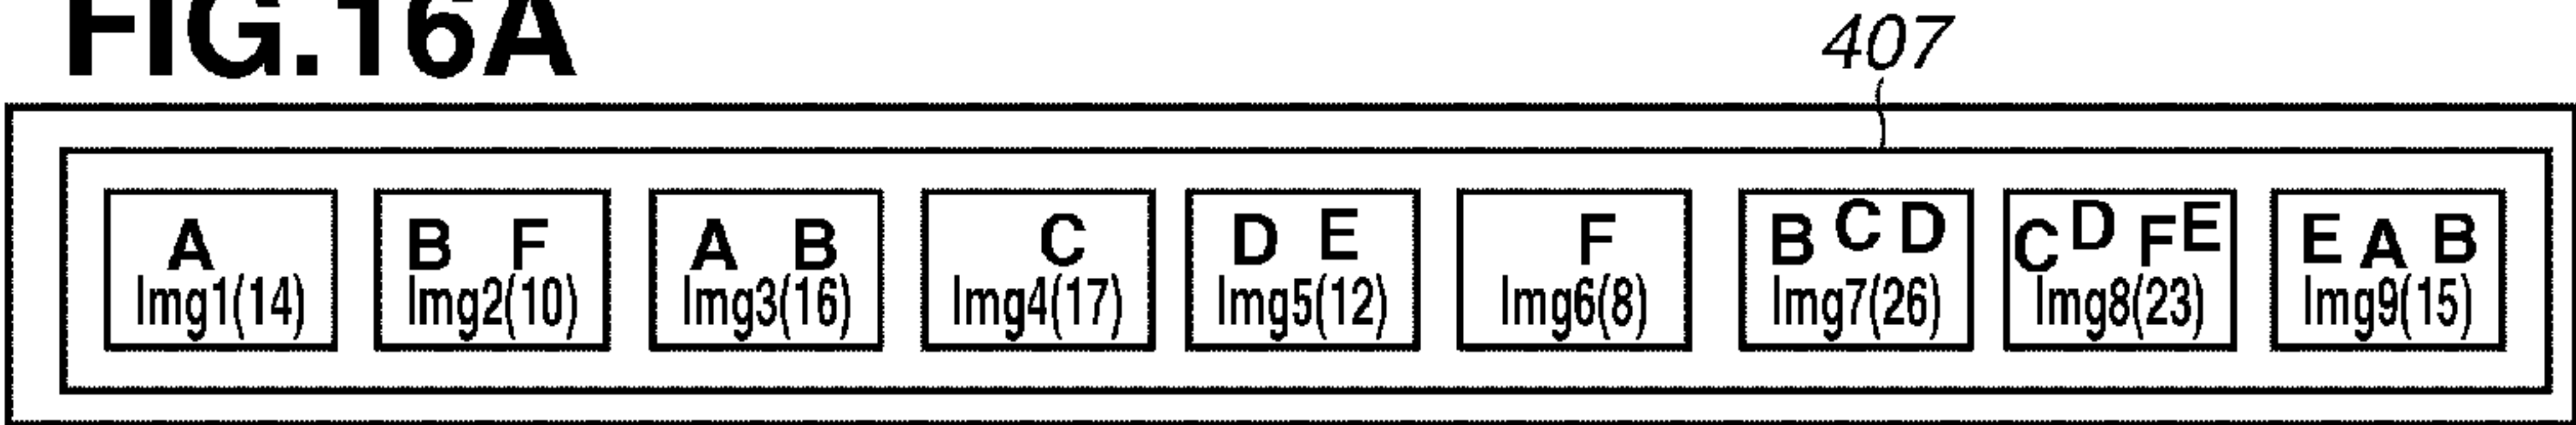 FIG.16A
407
A B F A B C D E F B C D C D F E E A B
Img1(14) Img2(10) Img3(16) Img4(17) Img5(12) Img6(8) Img7(26) Img8(23) Img9(15)